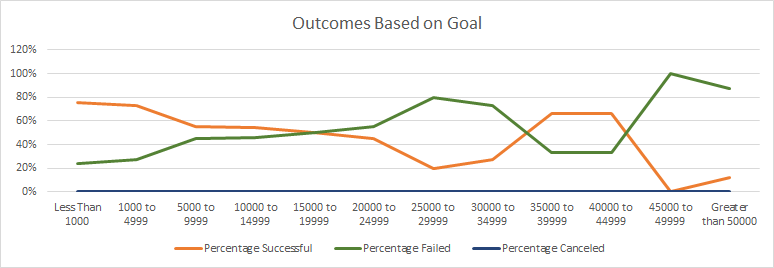 Outcomes Based on Goal
120%
100%
80%
60%
40%
20%
0%
Less Than 1000 to 5000 to 10000 to 15000 to 20000 to 25000 to 30000 to 35000 to 40000 to 45000 to Greater
1000 4999 9999 14999 19999 24999 29999 34999 39999 44999 49999 than 50000
Percentage Successful Percentage Failed Percentage Canceled